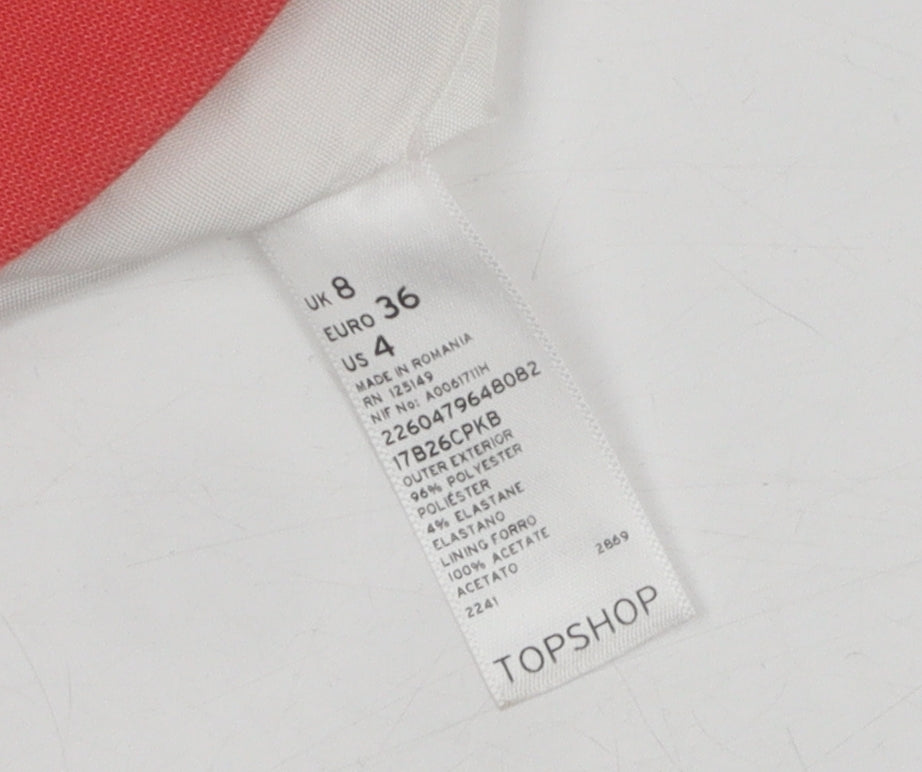 UK 8
EURO 36
US 4
MADE IN ROMANIA
RN 125149
NIF No: A0061711H
2260479648082
17B26CPKB
OUTER EXTERIOR
96% POLYESTER
POLIÉSTER
4% ELASTANE
ELASTANO
LINING FORRO
100% ACETATE
ACETATO
2241
2869
TOPSHOP